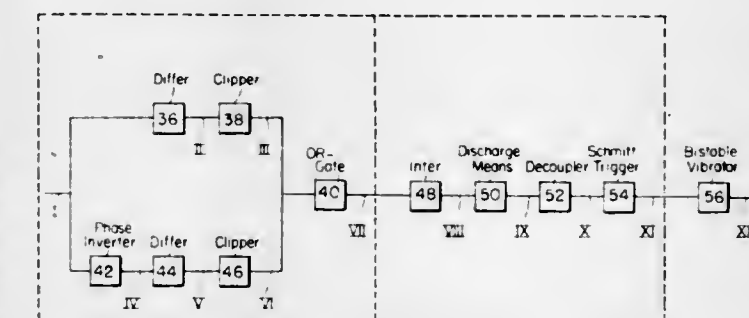 Differ Clipper
36 38
II III
OR-
Gate
40
VII
Inter
48
VIII
Discharge
Means
50
IX
Decoupler
52
X
Schmitt
Trigger
54
XI
Bistable
Vibrator
56
I
Phase
Inverter Differ Clipper
42 44 46
IV V VI